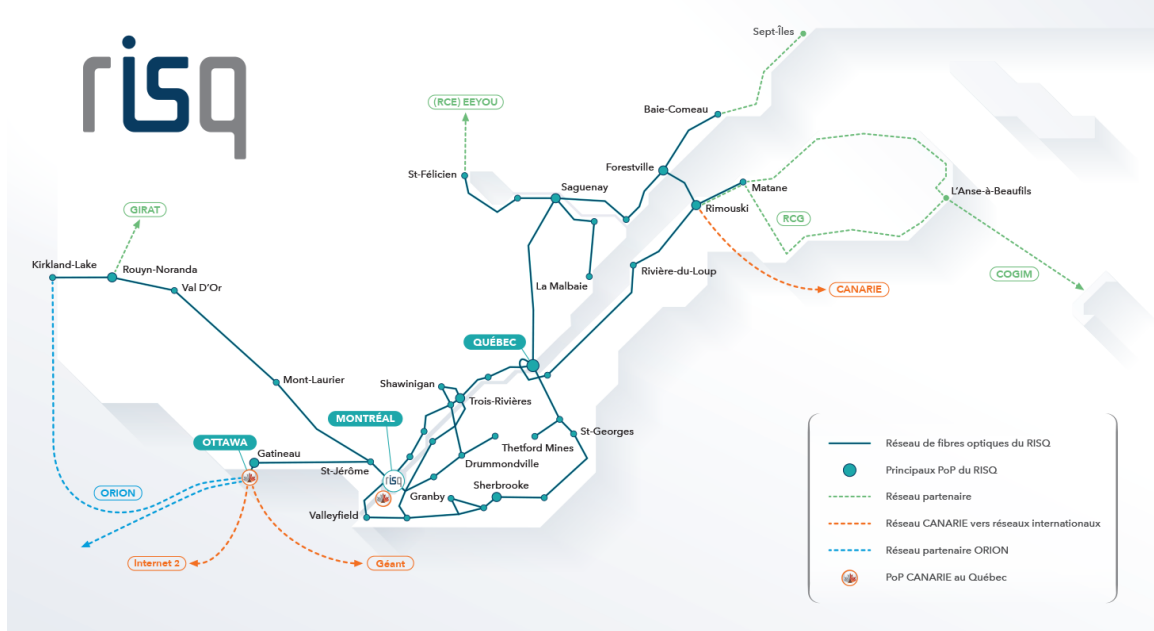 risq
Sept-Îles
(RCE) EEYOU
Baie-Comeau
St-Félicien
Forestville
Saguenay
Matane
L'Anse-à-Beaufils
GIRAT
Rimouski
RCG
Kirkland-Lake
Rouyn-Noranda
Val D'Or
La Malbaie
Rivière-du-Loup
COGIM
CANARIE
QUÉBEC
Mont-Laurier
Shawinigan
Trois-Rivières
MONTRÉAL
St-Georges
OTTAWA
Thetford Mines
Gatineau
St-Jérôme
risq
Drummondville
Sherbrooke
ORION
Granby
Valleyfield
Internet 2
Géant
Réseau de fibres optiques du RISQ
Principaux PoP du RISQ
Réseau partenaire
Réseau CANARIE vers réseaux internationaux
Réseau partenaire ORION
PoP CANARIE au Québec